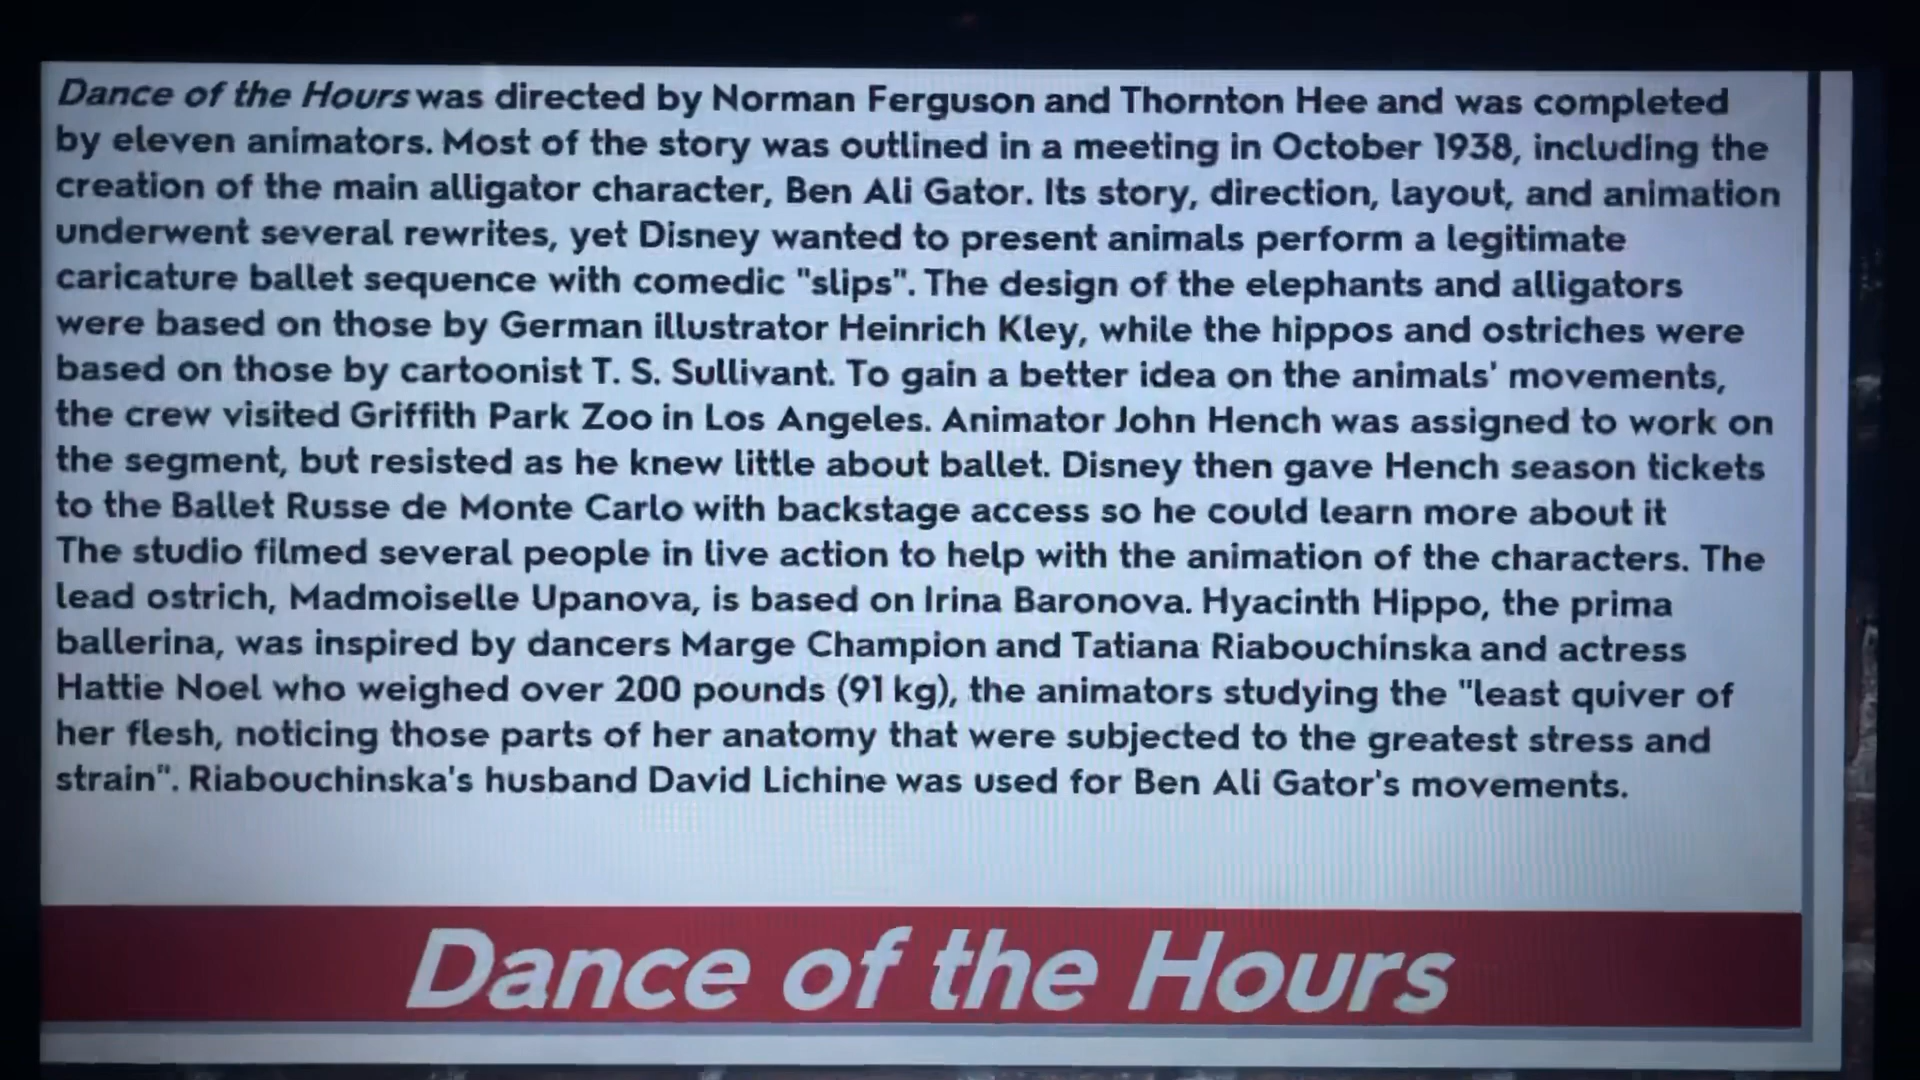 Dance of the Hours was directed by Norman Ferguson and Thornton Hee and was completed
by eleven animators. Most of the story was outlined in a meeting in October 1938, including the
creation of the main alligator character, Ben Ali Gator. Its story, direction, layout, and animation
underwent several rewrites, yet Disney wanted to present animals perform a legitimate
caricature ballet sequence with comedic "slips". The design of the elephants and alligators
were based on those by German illustrator Heinrich Kley, while the hippos and ostriches were
based on those by cartoonist T. S. Sullivant. To gain a better idea on the animals' movements,
the crew visited Griffith Park Zoo in Los Angeles. Animator John Hench was assigned to work on
the segment, but resisted as he knew little about ballet. Disney then gave Hench season tickets
to the Ballet Russe de Monte Carlo with backstage access so he could learn more about it
The studio filmed several people in live action to help with the animation of the characters. The
lead ostrich, Madmoiselle Upanova, is based on Irina Baronova. Hyacinth Hippo, the prima
ballerina, was inspired by dancers Marge Champion and Tatiana Riabouchinska and actress
Hattie Noel who weighed over 200 pounds (91 kg), the animators studying the "least quiver of
her flesh, noticing those parts of her anatomy that were subjected to the greatest stress and
strain". Riabouchinska's husband David Lichine was used for Ben Ali Gator's movements.
Dance of the Hours